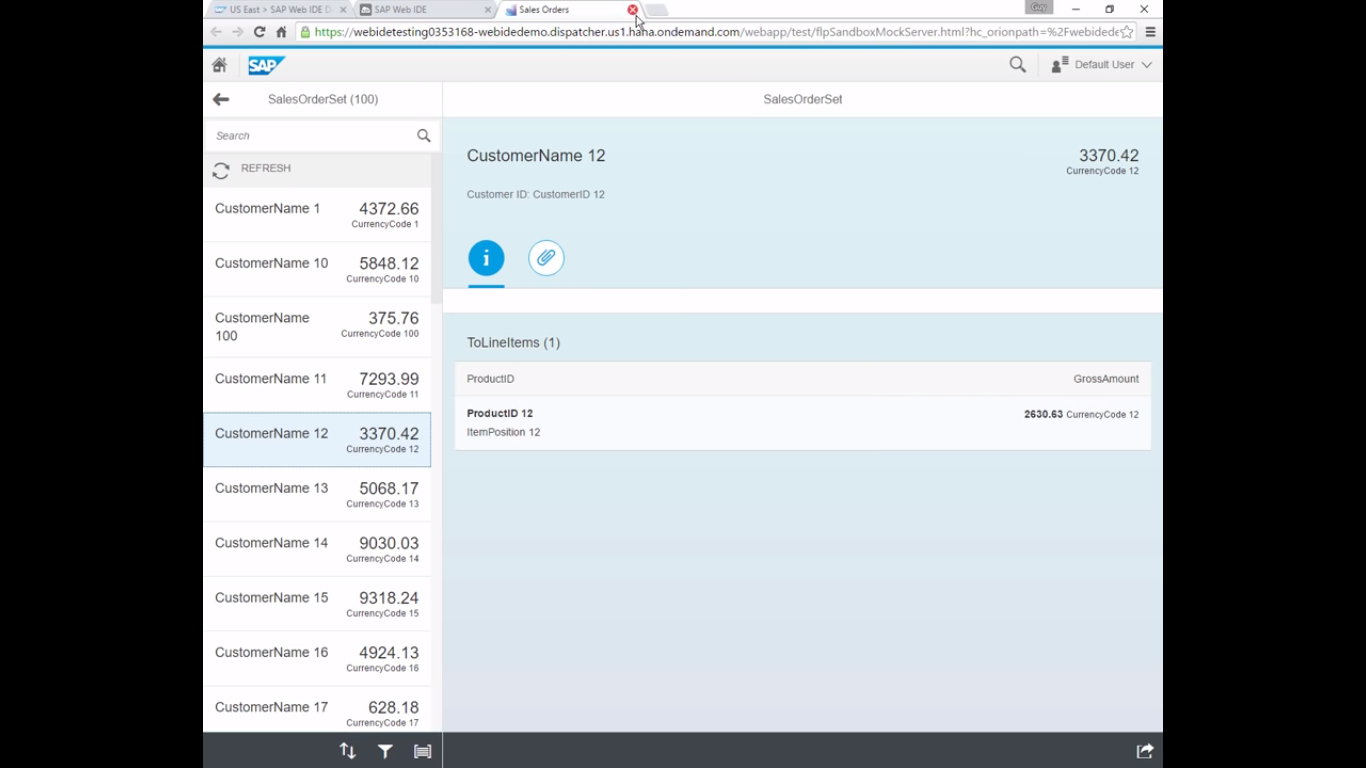 US East > SAP Web IDE D
SAP Web IDE
Sales Orders
Guy
https://webidetesting0353168-webidedemo.dispatcher.us1.haha.ondemand.com/webapp/test/flpSandboxMockServer.html?hc_orionpath=%2Fwebidede
SAP
Default User
SalesOrderSet (100)
SalesOrderSet
Search
REFRESH
CustomerName 1
4372.66
CurrencyCode 1
CustomerName 10
5848.12
CurrencyCode 10
CustomerName
100
375.76
CurrencyCode 100
CustomerName 11
7293.99
CurrencyCode 11
CustomerName 12
3370.42
CurrencyCode 12
CustomerName 13
5068.17
CurrencyCode 13
CustomerName 14
9030.03
CurrencyCode 14
CustomerName 15
9318.24
CurrencyCode 15
CustomerName 16
4924.13
CurrencyCode 16
CustomerName 17
628.18
CurrencyCode 17
CustomerName 12
3370.42
CurrencyCode 12
Customer ID: CustomerID 12
ToLineItems (1)
ProductID
GrossAmount
ProductID 12
2630.63 CurrencyCode 12
ItemPosition 12